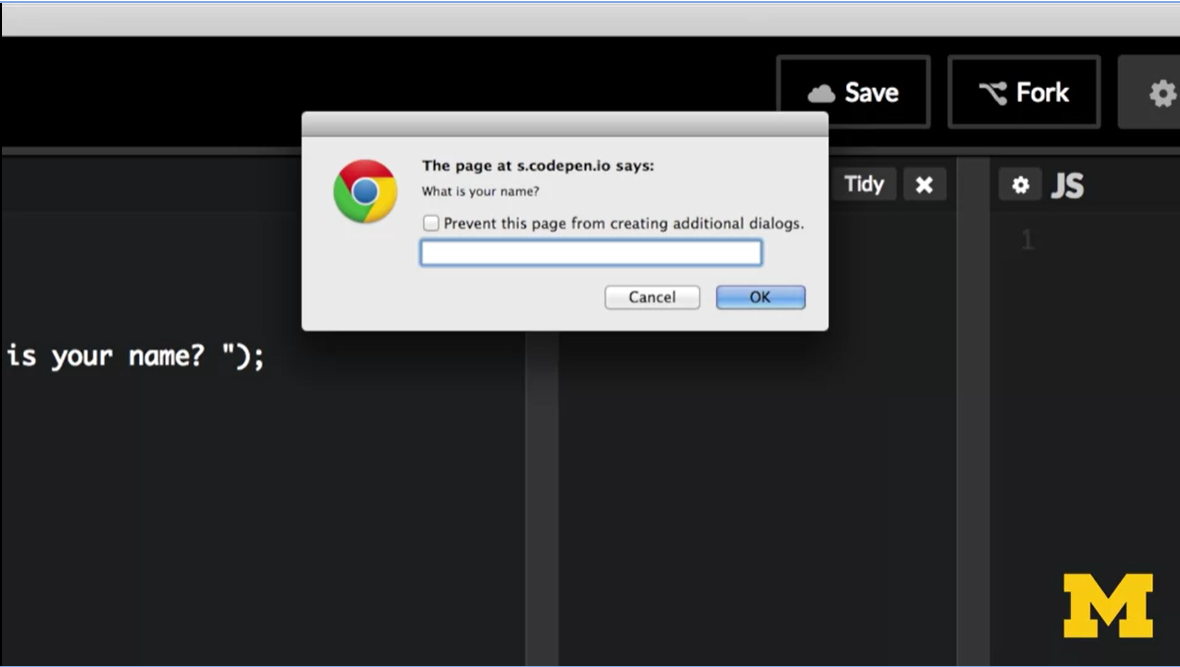 Save
Fork
The page at s.codepen.io says:
What is your name?
Prevent this page from creating additional dialogs.
Cancel
OK
Tidy
JS
1
is your name? ");
M